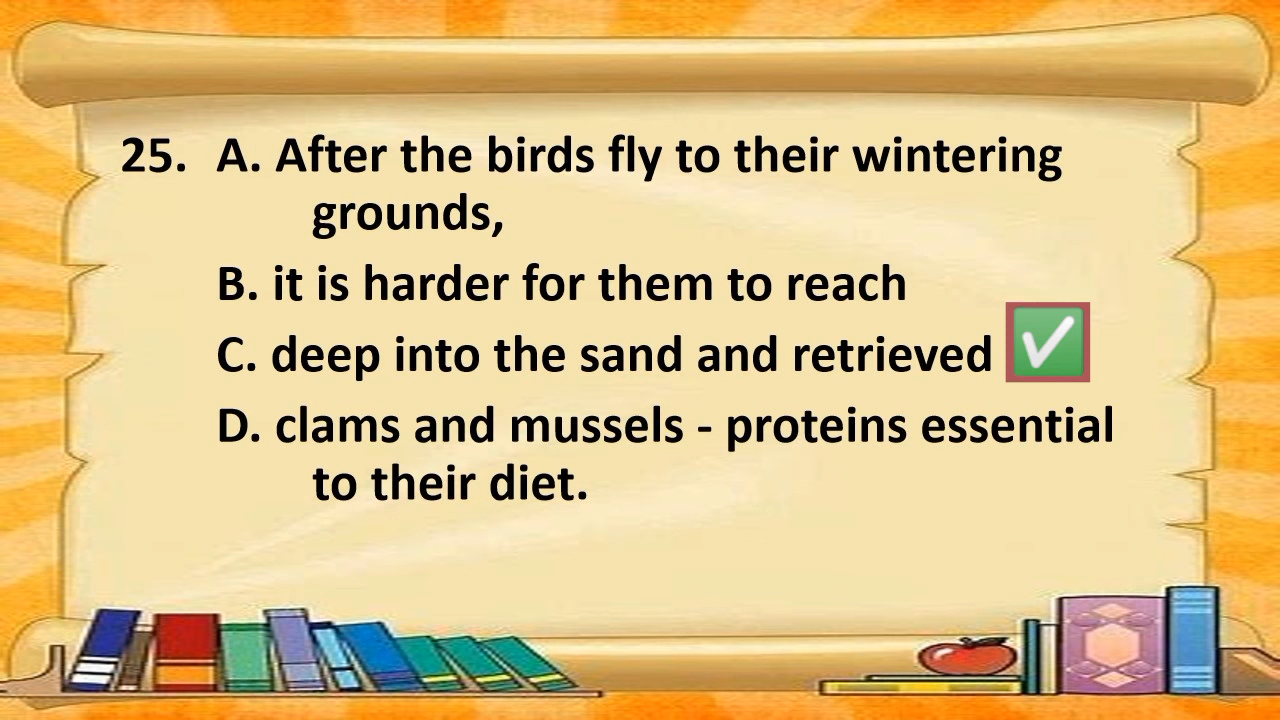 25. A. After the birds fly to their wintering
grounds,
B. it is harder for them to reach
C. deep into the sand and retrieved
D. clams and mussels - proteins essential
to their diet.